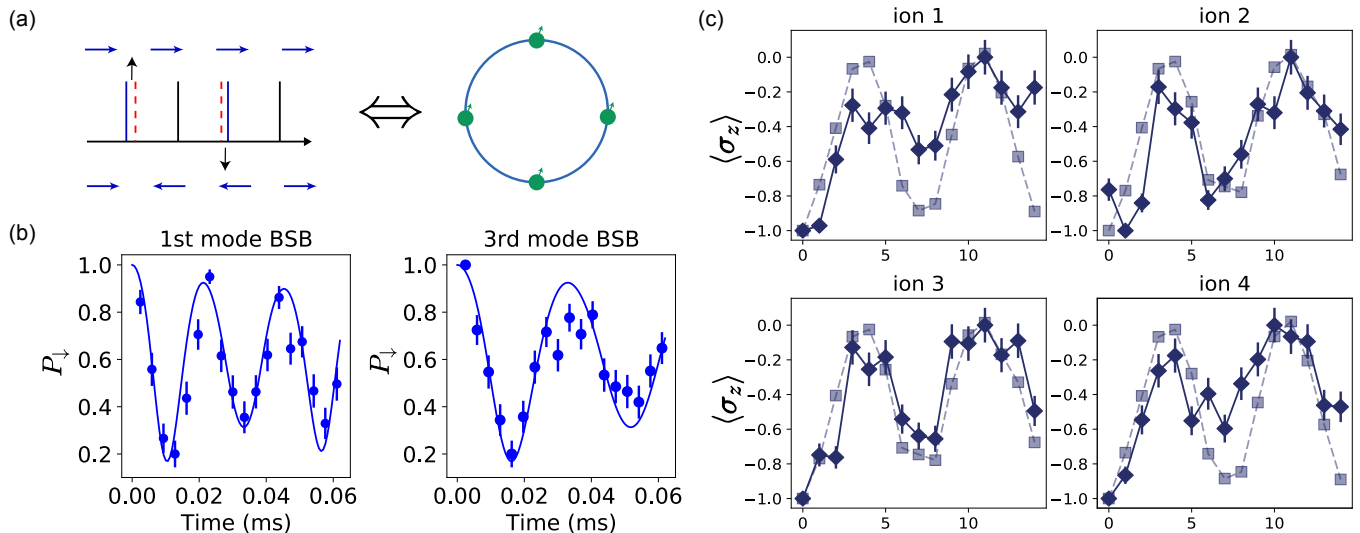 (a)
(b)
1st mode BSB
P↓
1.0
0.8
0.6
0.4
0.2
0.00 0.02 0.04 0.06
Time (ms)
3rd mode BSB
P↓
1.0
0.8
0.6
0.4
0.2
0.00 0.02 0.04 0.06
Time (ms)
(c)
ion 1
⟨σz⟩
0.0
−0.2
−0.4
−0.6
−0.8
−1.0
0 5 10
ion 2
0.0
−0.2
−0.4
−0.6
−0.8
−1.0
0 5 10
ion 3
⟨σz⟩
0.0
−0.2
−0.4
−0.6
−0.8
−1.0
0 5 10
ion 4
0.0
−0.2
−0.4
−0.6
−0.8
−1.0
0 5 10